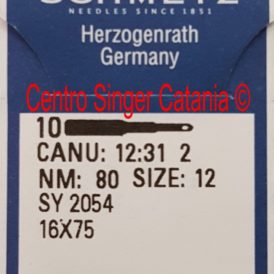 SCHMETZ
NEEDLES SINCE 1851
Herzogenrath
Germany
Centro Singer Catania ©
10
CANU: 12:31 2
NM: 80 SIZE: 12
SY 2054
16X75